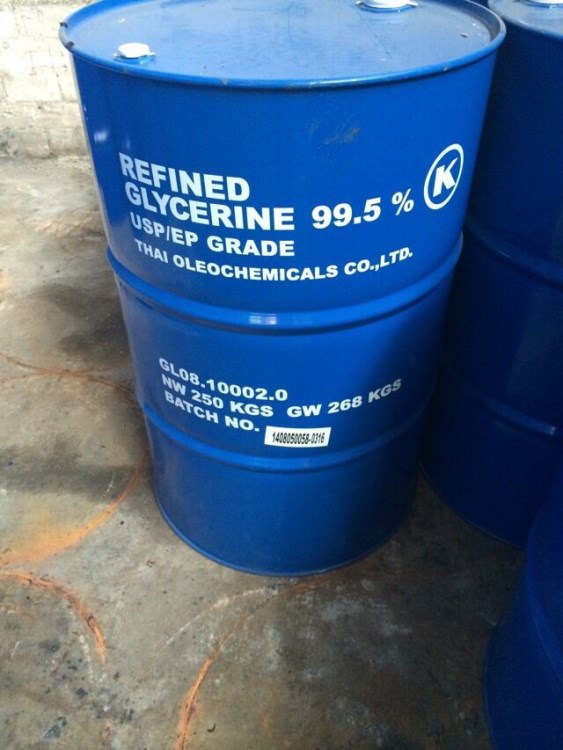 REFINED
GLYCERINE 99.5 %
K
USP/EP GRADE
THAI OLEOCHEMICALS CO.,LTD.
GL08.10002.0
NW 250 KGS GW 268 KGS
BATCH NO. 1408050058-0316